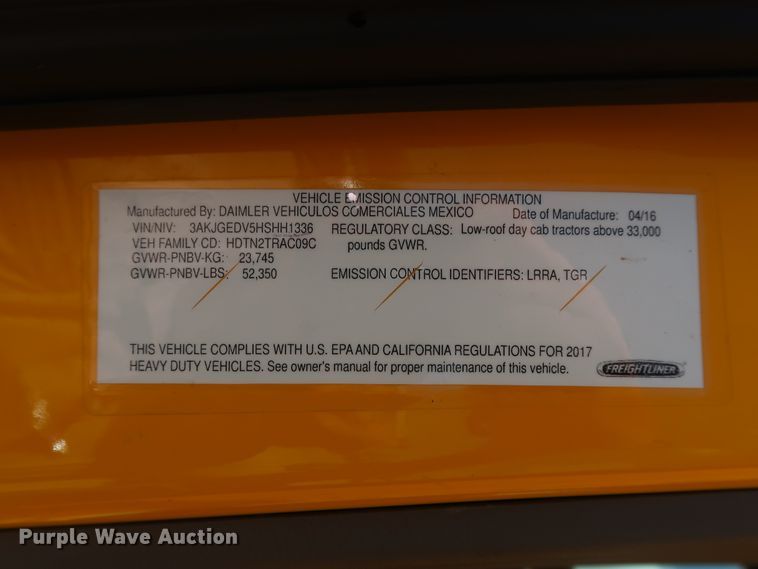 VEHICLE EMISSION CONTROL INFORMATION
Manufactured By: DAIMLER VEHICULOS COMERCIALES MEXICO Date of Manufacture: 04/16
VIN/NIV: 3AKJGEDV5HSHH1336 REGULATORY CLASS: Low-roof day cab tractors above 33,000
VEH FAMILY CD: HDTN2TRAC09C pounds GVWR.
GVWR-PNBV-KG: 23,745
GVWR-PNBV-LBS: 52,350 EMISSION CONTROL IDENTIFIERS: LRRA, TGR
THIS VEHICLE COMPLIES WITH U.S. EPA AND CALIFORNIA REGULATIONS FOR 2017
HEAVY DUTY VEHICLES. See owner's manual for proper maintenance of this vehicle.
FREIGHTLINER
Purple Wave Auction